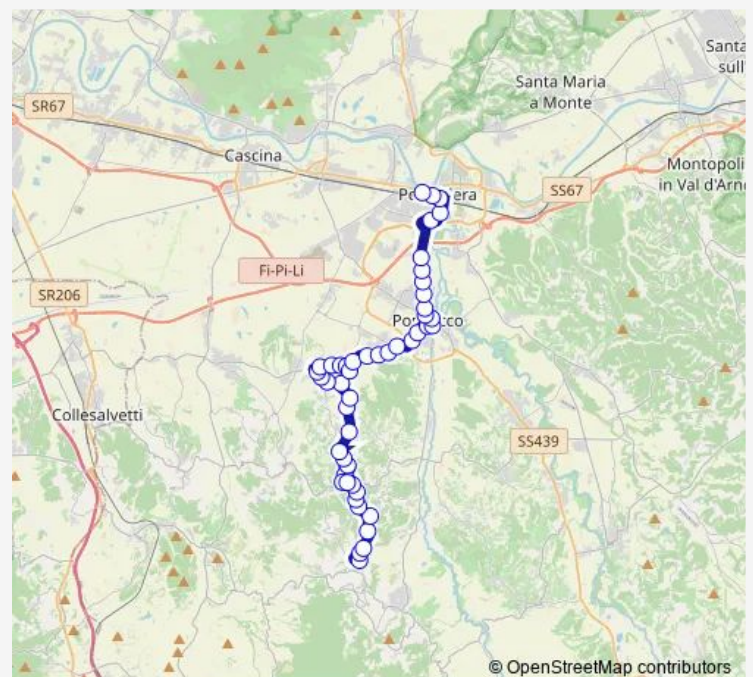 Santa
sull'
Santa Maria
a Monte
SR67
Cascina
Montopoli
in Val d'Arno
SS67
Fi-Pi-Li
SR206
Collesalvetti
SS439
© OpenStreetMap contributors